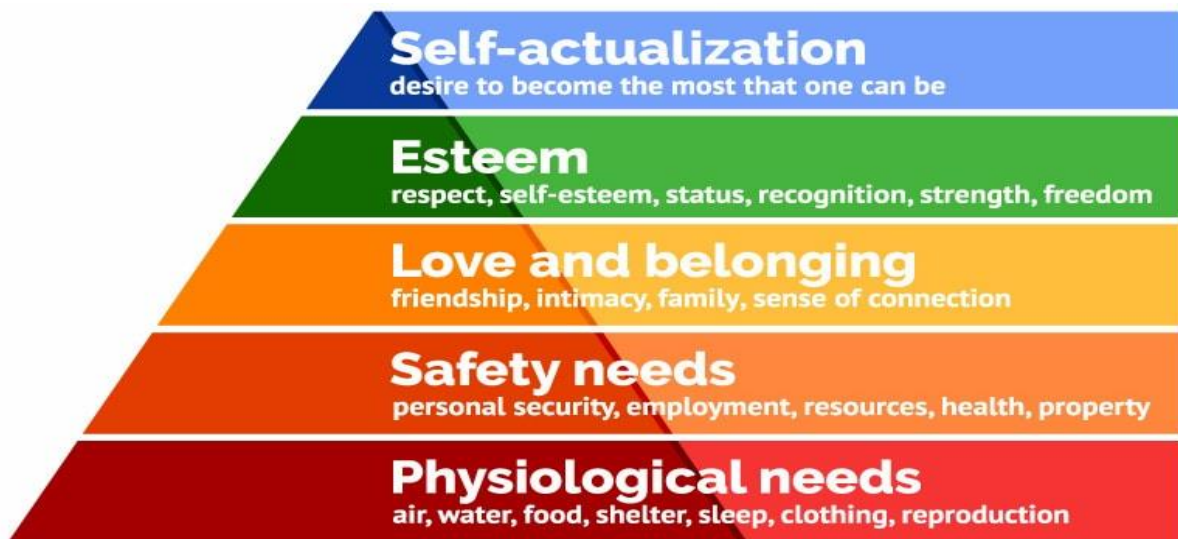 Self-actualization
desire to become the most that one can be
Esteem
respect, self-esteem, status, recognition, strength, freedom
Love and belonging
friendship, intimacy, family, sense of connection
Safety needs
personal security, employment, resources, health, property
Physiological needs
air, water, food, shelter, sleep, clothing, reproduction